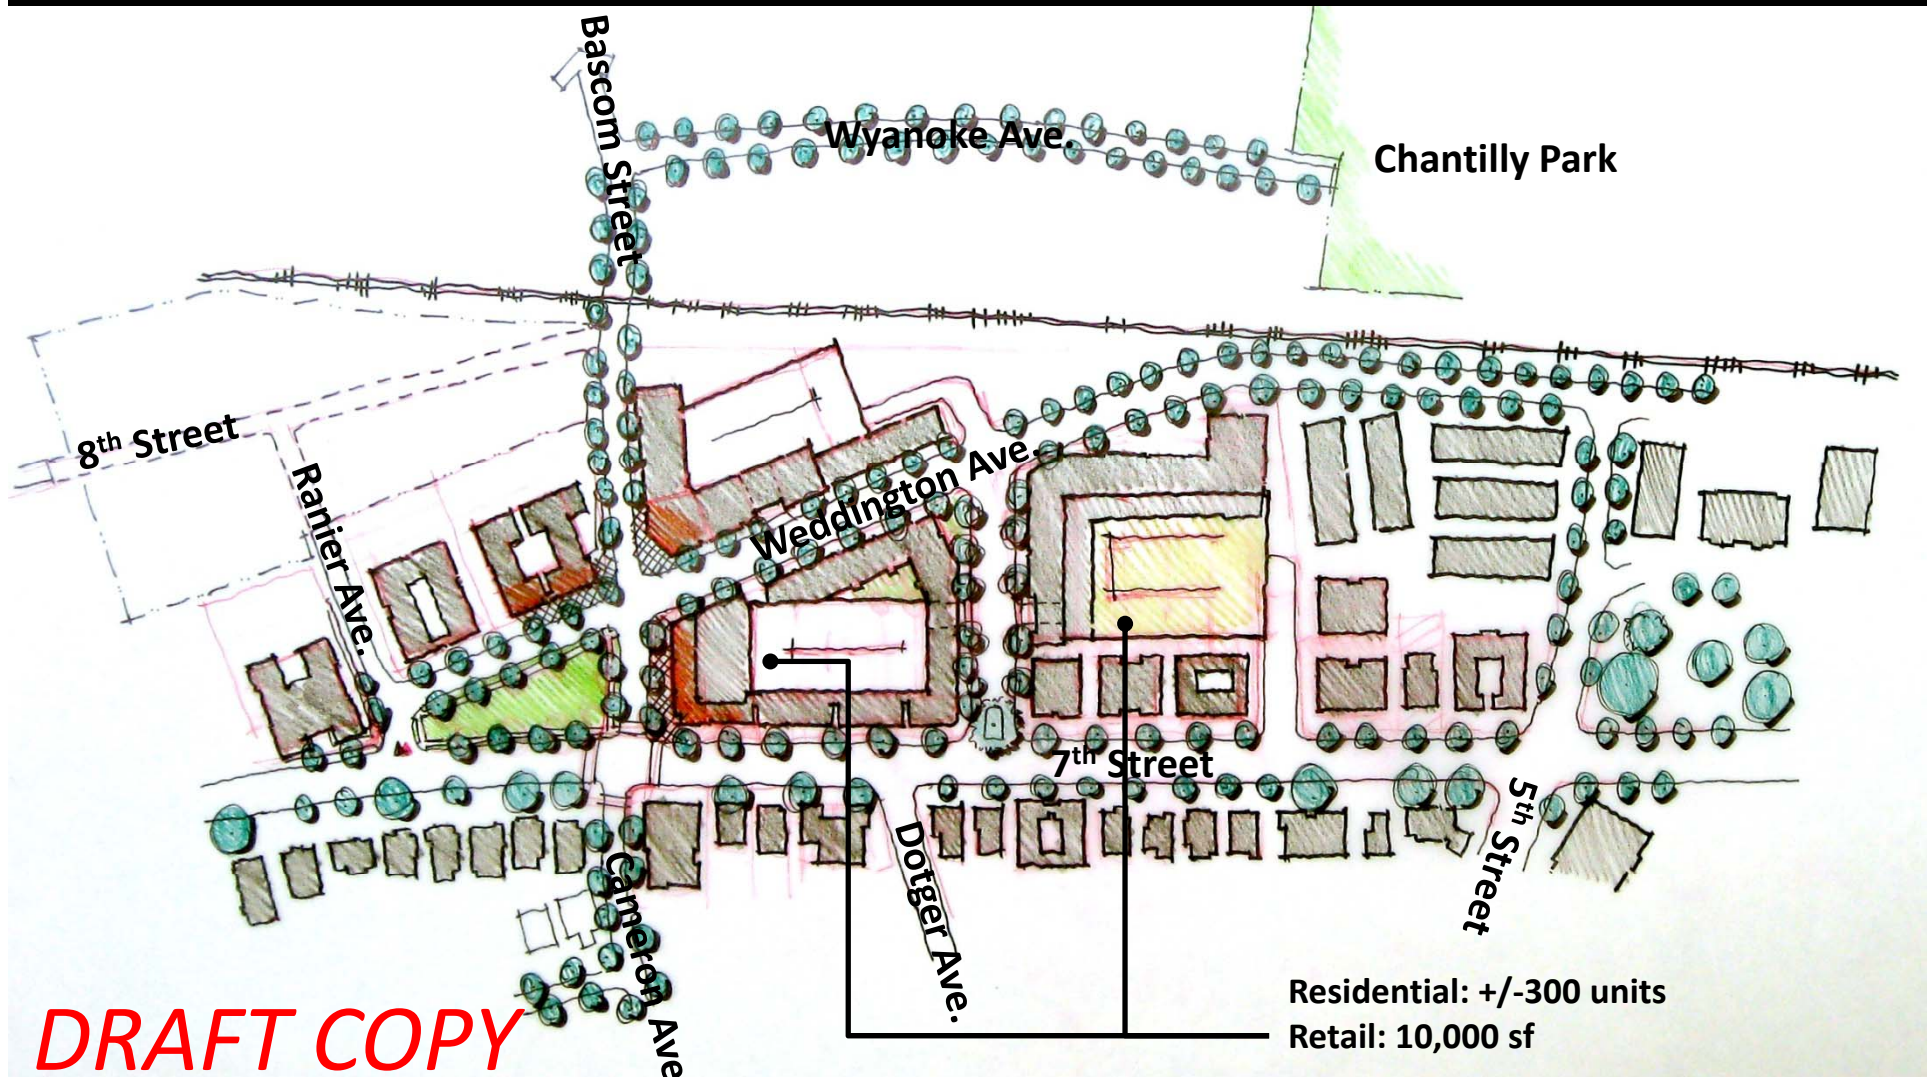 Bascom Street
Wyanoke Ave.
Chantilly Park
8th Street
Ranier Ave.
Weddington Ave.
7th Street
5th Street
Dotger Ave.
Cameron Ave
Residential: +/-300 units
Retail: 10,000 sf
DRAFT COPY